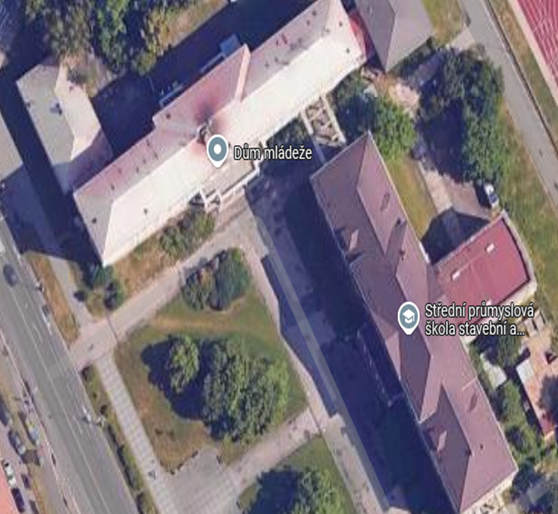 Dům mládeže
Střední průmyslová
škola stavební a...